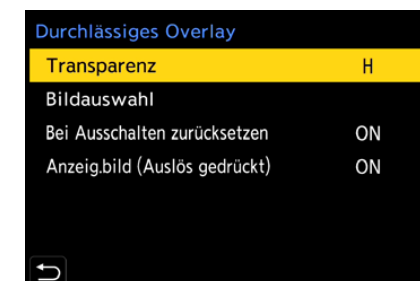 Durchlässiges Overlay
Transparenz H
Bildauswahl
Bei Ausschalten zurücksetzen ON
Anzeig.bild (Auslös gedrückt) ON